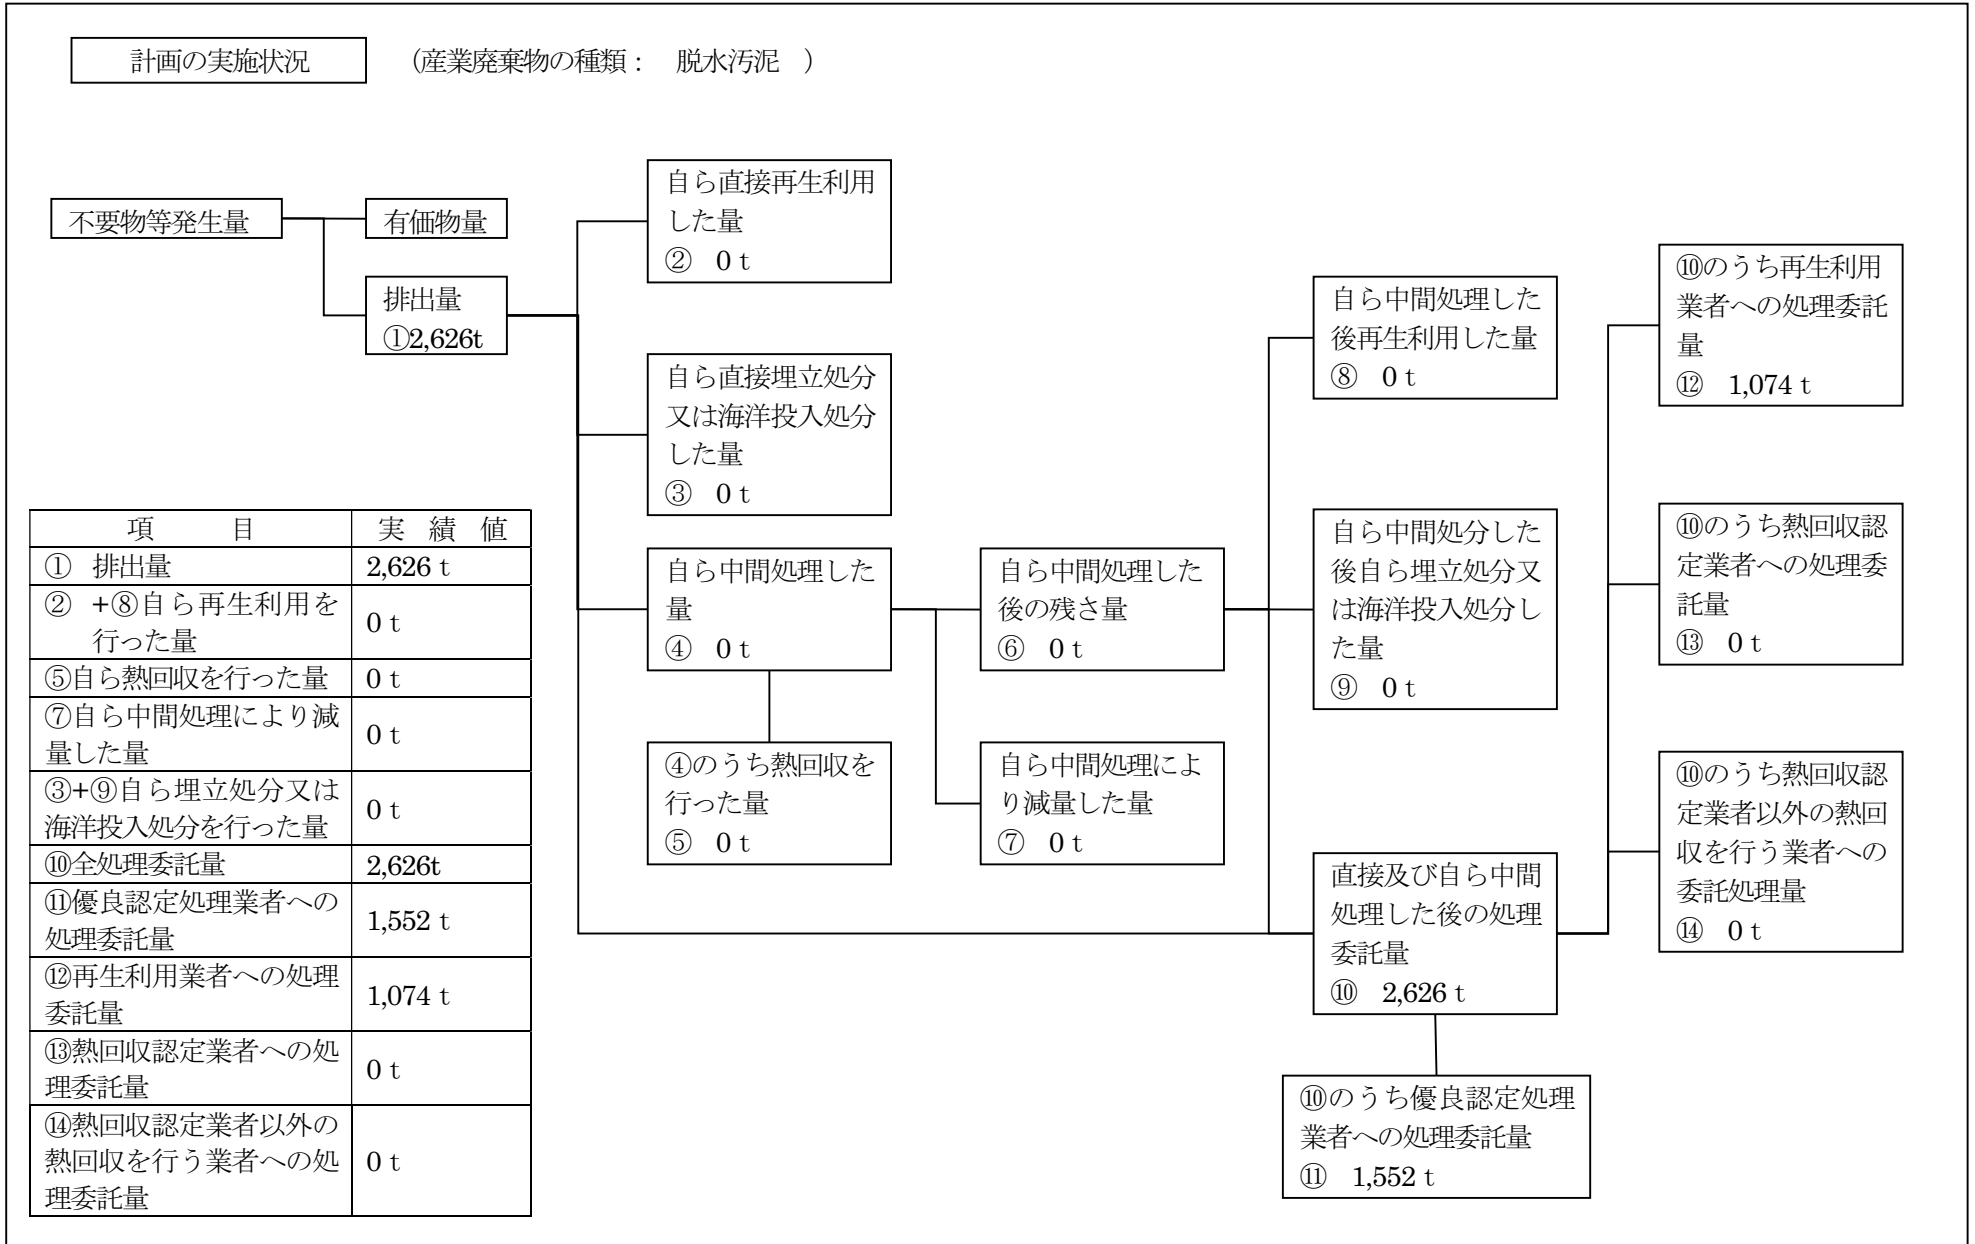 計画の実施状況 （産業廃棄物の種類： 脱水汚泥 ）
不要物等発生量
有価物量
排出量
①2,626t
自ら直接再生利用
した量
② 0 t
自ら直接埋立処分
又は海洋投入処分
した量
③ 0 t
自ら中間処理した
量
④ 0 t
④のうち熱回収を
行った量
⑤ 0 t
自ら中間処理した
後の残さ量
⑥ 0 t
自ら中間処理によ
り減量した量
⑦ 0 t
自ら中間処理した
後再生利用した量
⑧ 0 t
自ら中間処分した
後自ら埋立処分又
は海洋投入処分し
た量
⑨ 0 t
直接及び自ら中間
処理した後の処理
委託量
⑩ 2,626 t
⑩のうち優良認定処理
業者への処理委託量
⑪ 1,552 t
⑩のうち再生利用
業者への処理委託
量
⑫ 1,074 t
⑩のうち熱回収認
定業者への処理委
託量
⑬ 0 t
⑩のうち熱回収認
定業者以外の熱回
収を行う業者への
委託処理量
⑭ 0 t
項 目 実 績 値
① 排出量 2,626 t
② +⑧自ら再生利用を
行った量 0 t
⑤自ら熱回収を行った量 0 t
⑦自ら中間処理により減
量した量 0 t
③+⑨自ら埋立処分又は
海洋投入処分を行った量 0 t
⑩全処理委託量 2,626t
⑪優良認定処理業者への
処理委託量 1,552 t
⑫再生利用業者への処理
委託量 1,074 t
⑬熱回収認定業者への処
理委託量 0 t
⑭熱回収認定業者以外の
熱回収を行う業者への処
理委託量 0 t